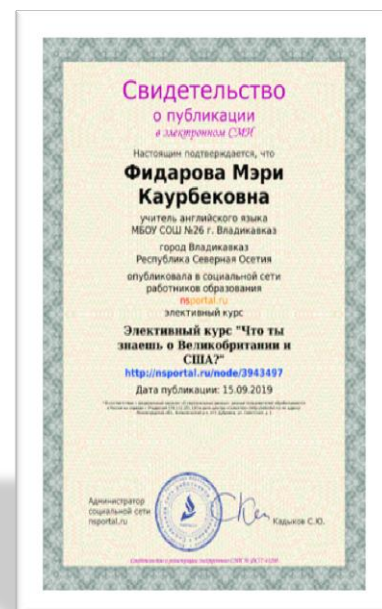 Свидетельство
о публикации
в электронном СМИ
Настоящим подтверждается, что
Фидарова Мэри
Каурбековна
учитель английского языка
МБОУ СОШ №26 г. Владикавказ
город Владикавказ
Республика Северная Осетия
опубликовала в социальной сети
работников образования
nsportal.ru
элективный курс
Элективный курс "Что ты
знаешь о Великобритании и
США?"
http://nsportal.ru/node/3943497
Дата публикации: 15.09.2019
Администратор
социальной сети
nsportal.ru
Кадыков С.Ю.